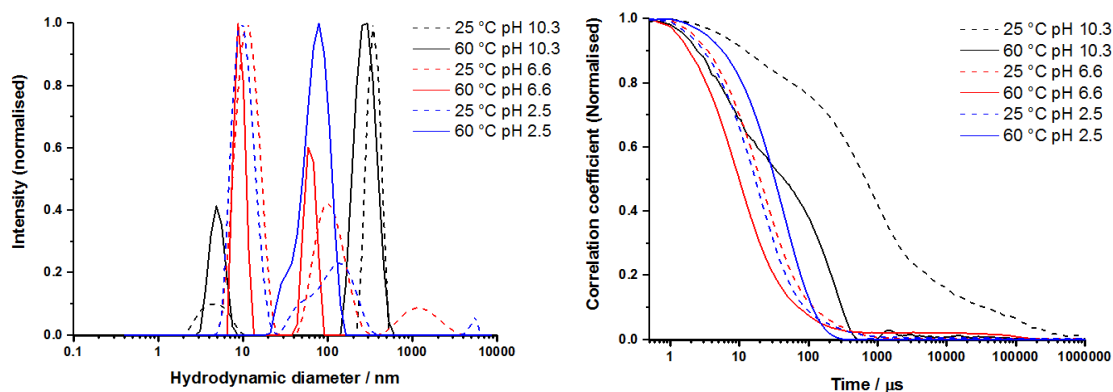 Intensity (normalised)
1.0
0.8
0.6
0.4
0.2
0.0
0.1
1
10
100
1000
10000
Hydrodynamic diameter / nm
25 °C pH 10.3
60 °C pH 10.3
25 °C pH 6.6
60 °C pH 6.6
25 °C pH 2.5
60 °C pH 2.5
Correlation coefficient (Normalised)
1.0
0.8
0.6
0.4
0.2
0.0
1
10
100
1000
10000
100000
1000000
Time / μs
25 °C pH 10.3
60 °C pH 10.3
25 °C pH 6.6
60 °C pH 6.6
25 °C pH 2.5
60 °C pH 2.5